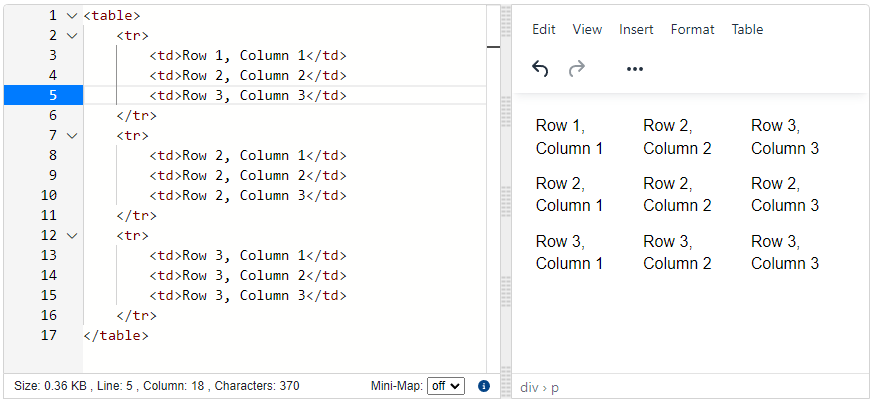 1 <table>
2 <tr>
3 <td>Row 1, Column 1</td>
4 <td>Row 2, Column 2</td>
5 <td>Row 3, Column 3</td>
6 </tr>
7 <tr>
8 <td>Row 2, Column 1</td>
9 <td>Row 2, Column 2</td>
10 <td>Row 2, Column 3</td>
11 </tr>
12 <tr>
13 <td>Row 3, Column 1</td>
14 <td>Row 3, Column 2</td>
15 <td>Row 3, Column 3</td>
16 </tr>
17 </table>
Size: 0.36 KB , Line: 5 , Column: 18 , Characters: 370 Mini-Map: off
Edit View Insert Format Table
Row 1, Row 2, Row 3,
Column 1 Column 2 Column 3
Row 2, Row 2, Row 2,
Column 1 Column 2 Column 3
Row 3, Row 3, Row 3,
Column 1 Column 2 Column 3
div › p